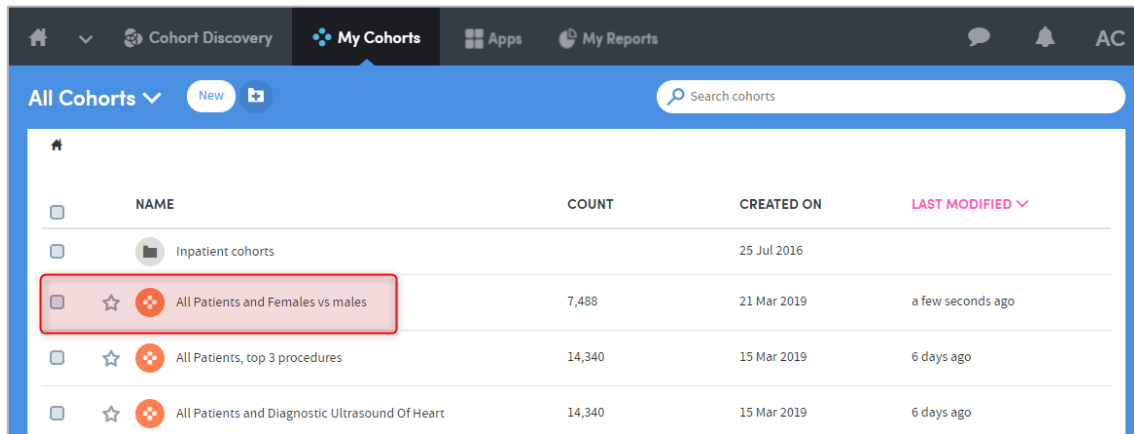 Cohort Discovery My Cohorts Apps My Reports AC
All Cohorts New Search cohorts
NAME COUNT CREATED ON LAST MODIFIED
Inpatient cohorts 25 Jul 2016
All Patients and Females vs males 7,488 21 Mar 2019 a few seconds ago
All Patients, top 3 procedures 14,340 15 Mar 2019 6 days ago
All Patients and Diagnostic Ultrasound Of Heart 14,340 15 Mar 2019 6 days ago